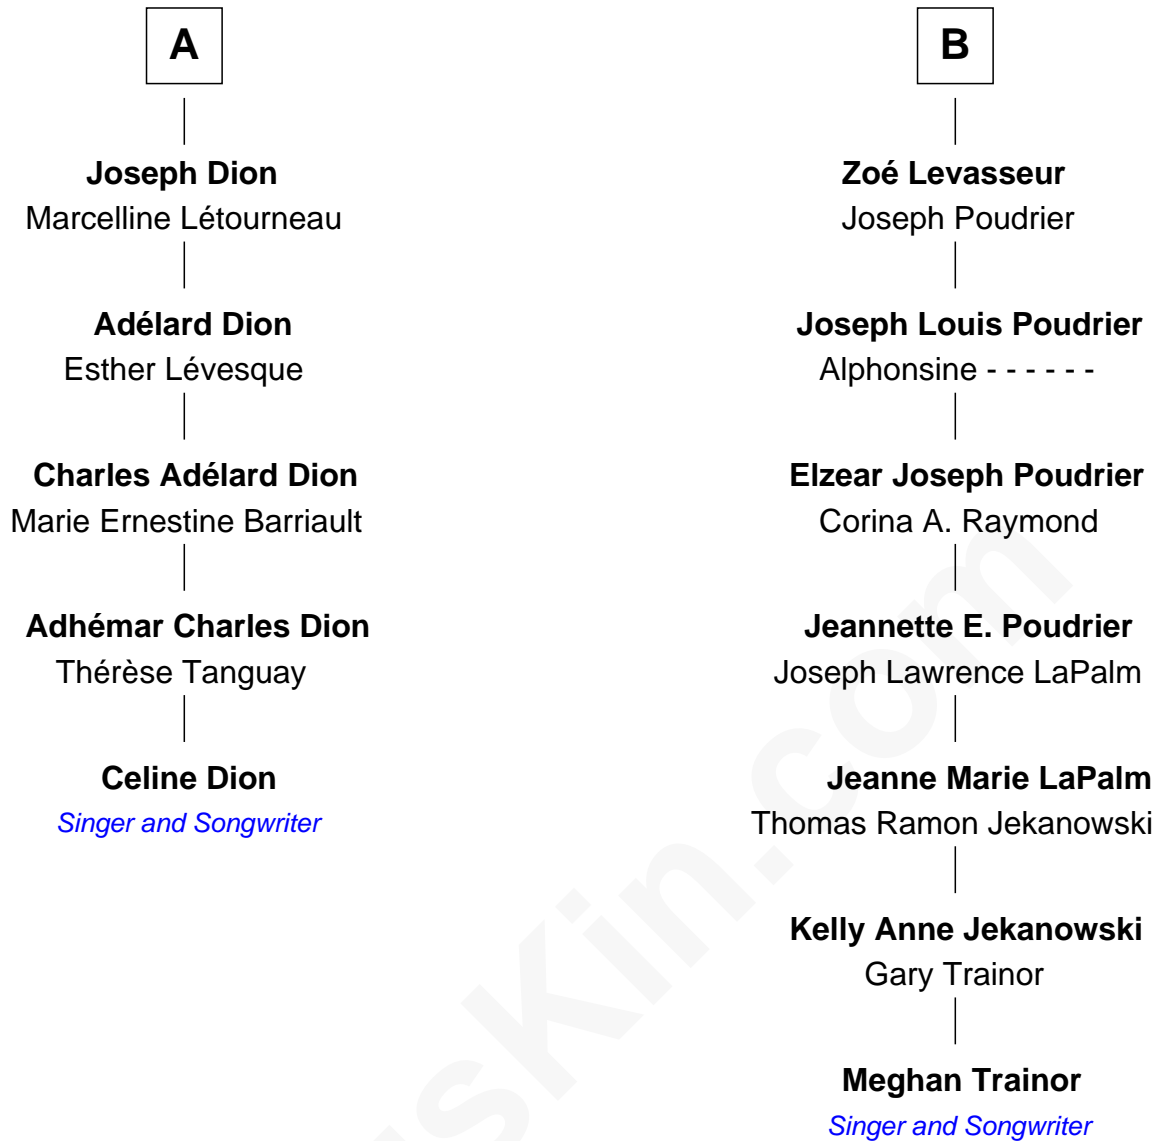 A
Joseph Dion
Marcelline Létourneau
Adélard Dion
Esther Lévesque
Charles Adélard Dion
Marie Ernestine Barriault
Adhémar Charles Dion
Thérèse Tanguay
Celine Dion
Singer and Songwriter
B
Zoé Levasseur
Joseph Poudrier
Joseph Louis Poudrier
Alphonsine - - - - - -
Elzear Joseph Poudrier
Corina A. Raymond
Jeannette E. Poudrier
Joseph Lawrence LaPalm
Jeanne Marie LaPalm
Thomas Ramon Jekanowski
Kelly Anne Jekanowski
Gary Trainor
Meghan Trainor
Singer and Songwriter